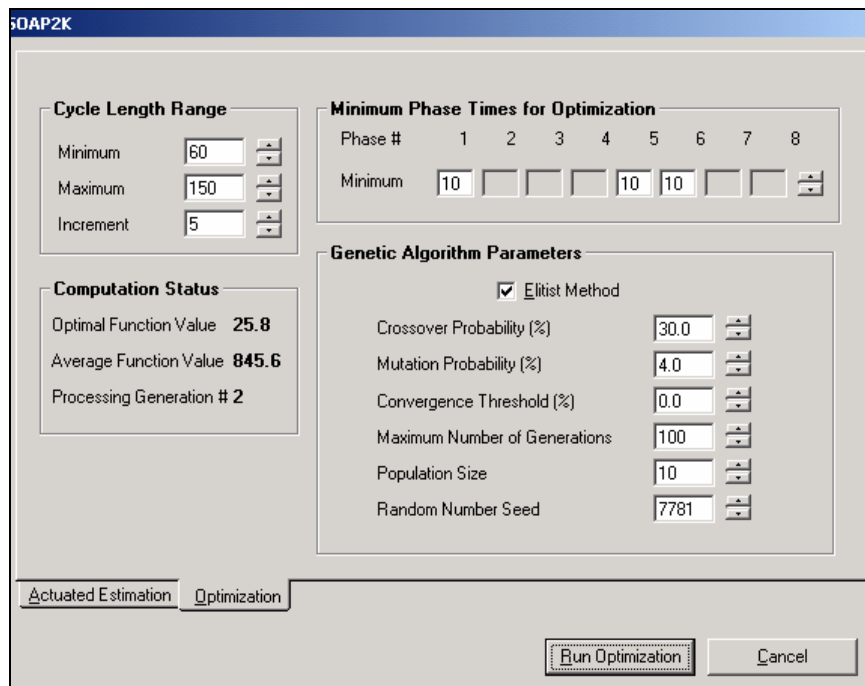 SOAP2K
Cycle Length Range
Minimum 60
Maximum 150
Increment 5
Minimum Phase Times for Optimization
Phase # 1 2 3 4 5 6 7 8
Minimum 10 10 10
Computation Status
Optimal Function Value 25.8
Average Function Value 845.6
Processing Generation # 2
Genetic Algorithm Parameters
Elitist Method
Crossover Probability (%) 30.0
Mutation Probability (%) 4.0
Convergence Threshold (%) 0.0
Maximum Number of Generations 100
Population Size 10
Random Number Seed 7781
Actuated Estimation Optimization
Run Optimization Cancel